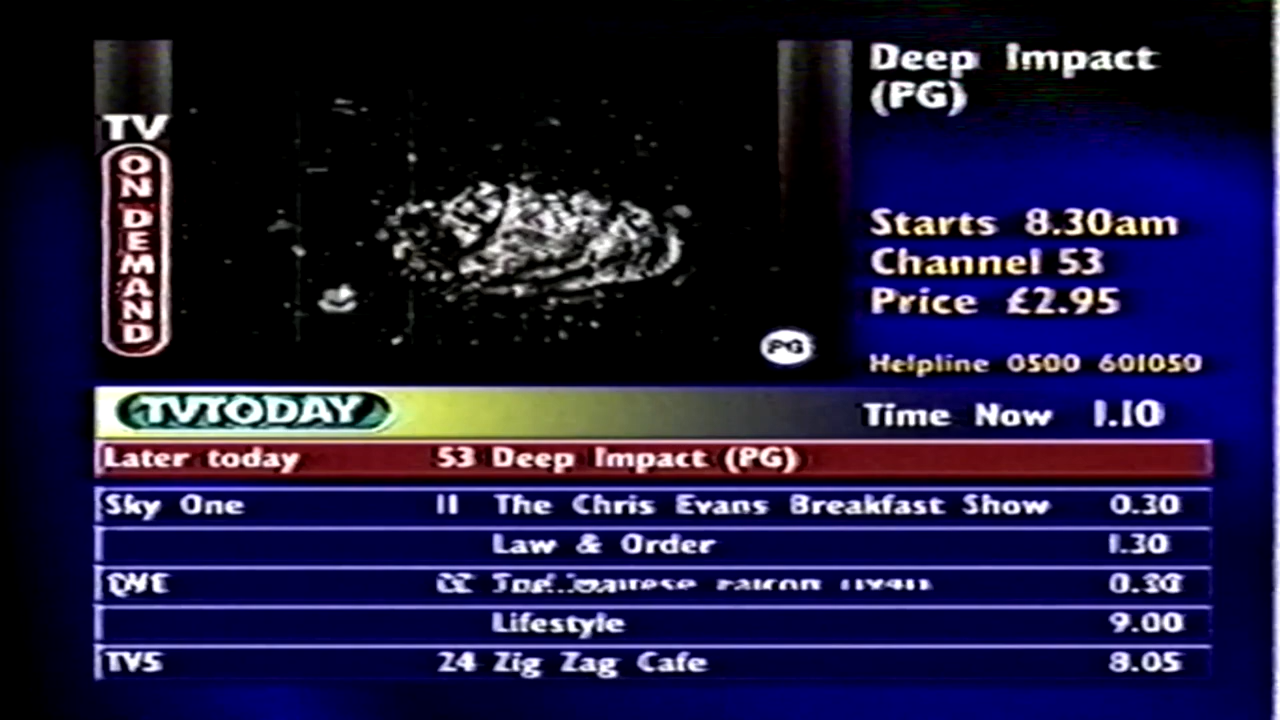 Deep Impact
(PG)
TV
ON DEMAND
Starts 8.30am
Channel 53
Price £2.95
PG
Helpline 0500 601050
TVTODAY Time Now 1.10
Later today 53 Deep Impact (PG)
Sky One 11 The Chris Evans Breakfast Show 0.30
Law & Order 1.30
0.30
Lifestyle 9.00
TV5 24 Zig Zag Cafe 8.05